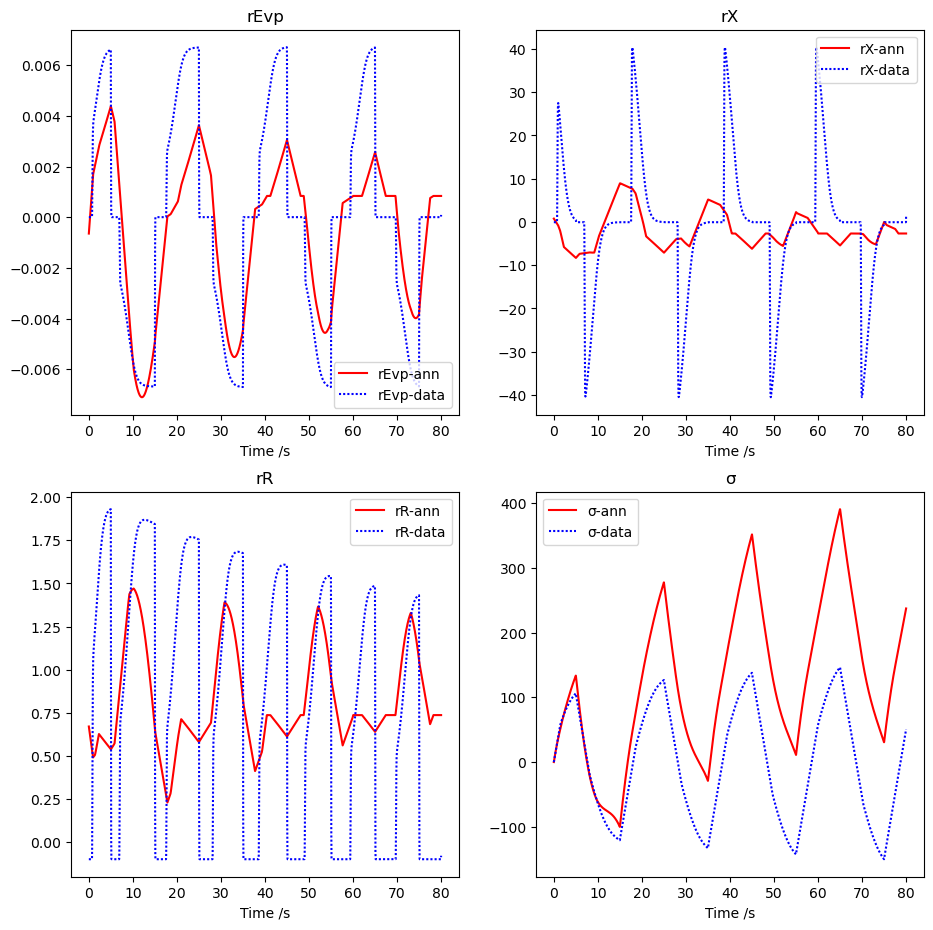 rEvp
0.006
0.004
0.002
0.000
−0.002
−0.004
−0.006
0 10 20 30 40 50 60 70 80
Time /s
rEvp-ann
rEvp-data
rX
40
30
20
10
0
−10
−20
−30
−40
0 10 20 30 40 50 60 70 80
Time /s
rX-ann
rX-data
rR
2.00
1.75
1.50
1.25
1.00
0.75
0.50
0.25
0.00
0 10 20 30 40 50 60 70 80
Time /s
rR-ann
rR-data
σ
400
300
200
100
0
−100
0 10 20 30 40 50 60 70 80
Time /s
σ-ann
σ-data